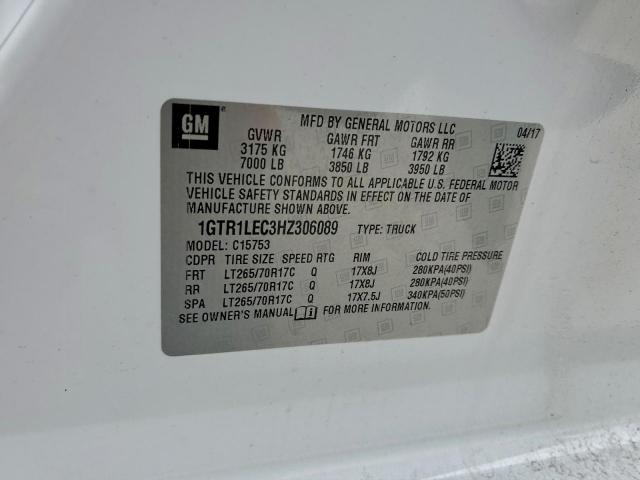 GM
MFD BY GENERAL MOTORS LLC 04/17
GVWR GAWR FRT GAWR RR
3175 KG 1746 KG 1792 KG
7000 LB 3850 LB 3950 LB
THIS VEHICLE CONFORMS TO ALL APPLICABLE U.S. FEDERAL MOTOR
VEHICLE SAFETY STANDARDS IN EFFECT ON THE DATE OF
MANUFACTURE SHOWN ABOVE.
1GTR1LEC3HZ306089 TYPE: TRUCK
MODEL: C15753
CDPR TIRE SIZE SPEED RTG RIM COLD TIRE PRESSURE
FRT LT265/70R17C Q 17X8J 280KPA(40PSI)
RR LT265/70R17C Q 17X8J 280KPA(40PSI)
SPA LT265/70R17C Q 17X7.5J 340KPA(50PSI)
SEE OWNER'S MANUAL FOR MORE INFORMATION.